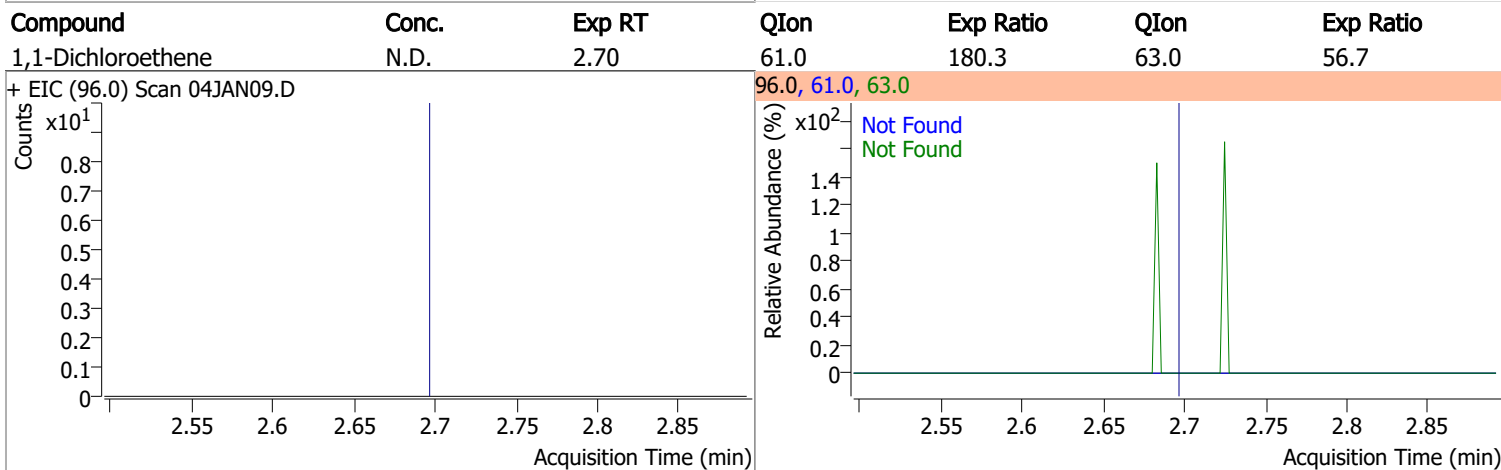 Compound Conc. Exp RT QIon Exp Ratio QIon Exp Ratio
1,1-Dichloroethene N.D. 2.70 61.0 180.3 63.0 56.7
+ EIC (96.0) Scan 04JAN09.D
Counts
x10¹
0.8
0.7
0.6
0.5
0.4
0.3
0.2
0.1
0
2.55 2.6 2.65 2.7 2.75 2.8 2.85
Acquisition Time (min)
96.0, 61.0, 63.0
Relative Abundance (%)
x10²
Not Found
Not Found
1.4
1.2
1
0.8
0.6
0.4
0.2
0
2.55 2.6 2.65 2.7 2.75 2.8 2.85
Acquisition Time (min)